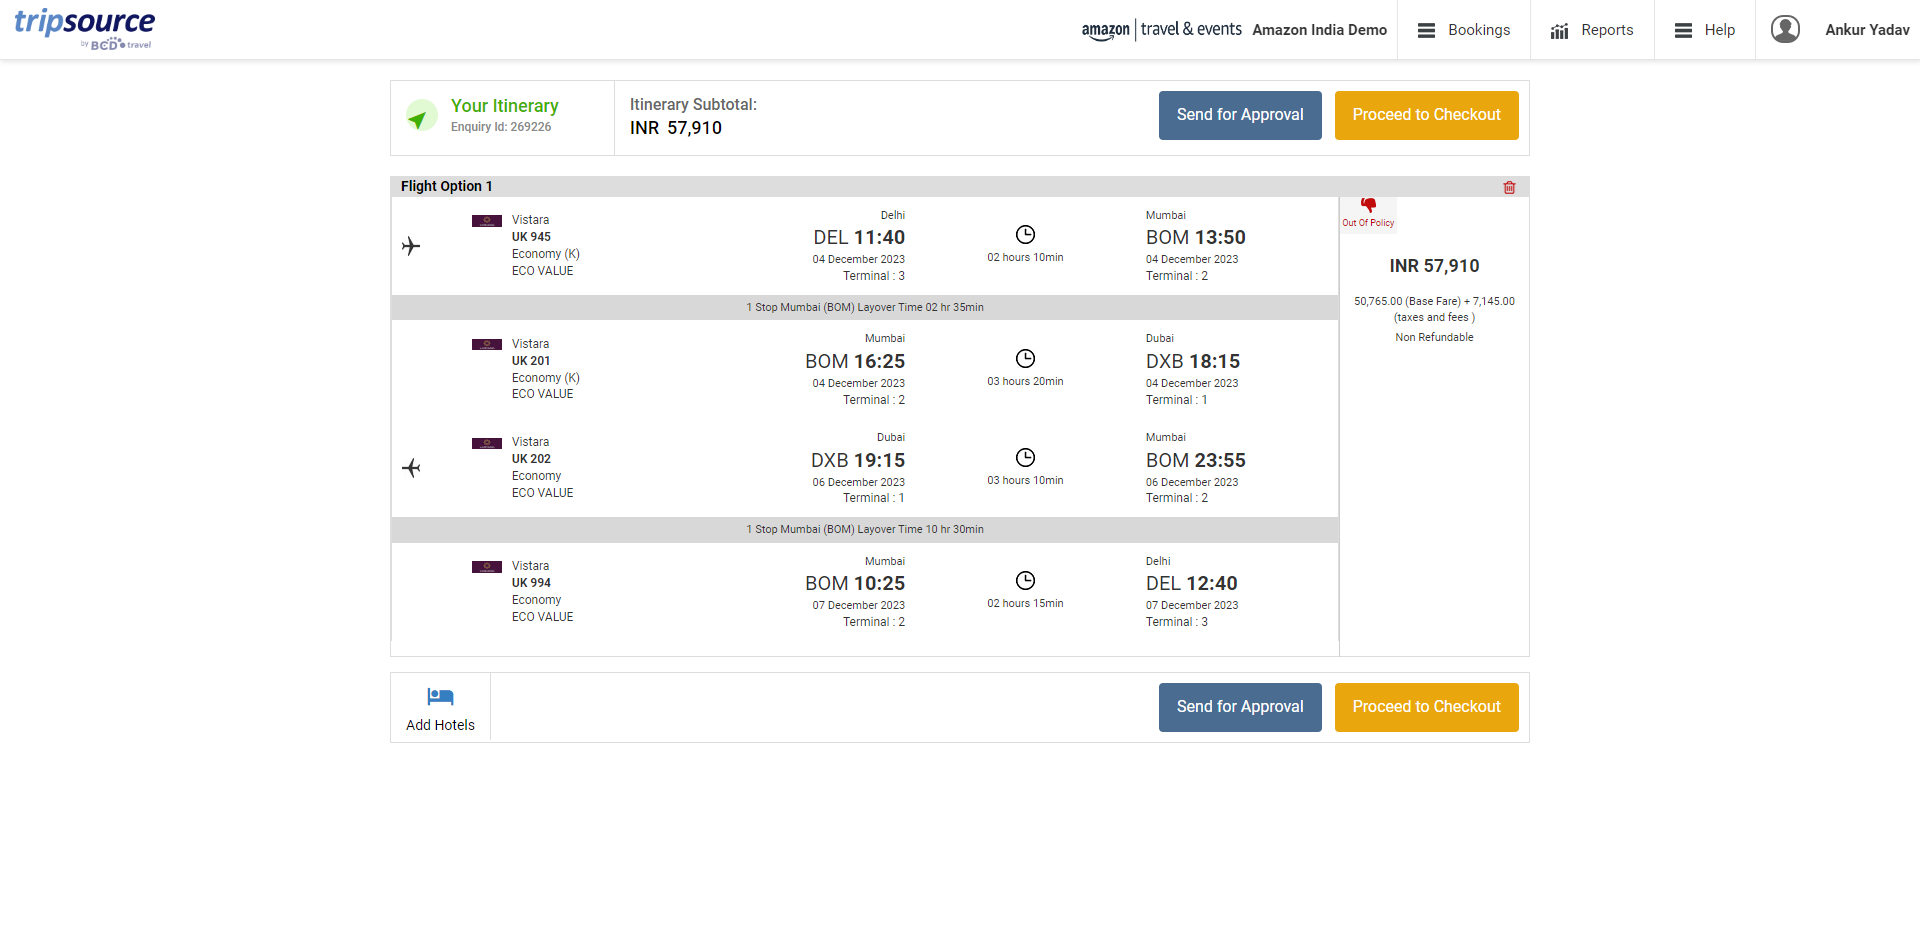 tripsource
by BCD travel
amazon | travel & events Amazon India Demo Bookings Reports Help Ankur Yadav
Your Itinerary
Enquiry Id: 269226
Itinerary Subtotal:
INR 57,910
Send for Approval Proceed to Checkout
Flight Option 1
Vistara
UK 945
Economy (K)
ECO VALUE
Delhi
DEL 11:40
04 December 2023
Terminal : 3
02 hours 10min
Mumbai
BOM 13:50
04 December 2023
Terminal : 2
Out Of Policy
INR 57,910
50,765.00 (Base Fare) + 7,145.00
(taxes and fees )
Non Refundable
1 Stop Mumbai (BOM) Layover Time 02 hr 35min
Vistara
UK 201
Economy (K)
ECO VALUE
Mumbai
BOM 16:25
04 December 2023
Terminal : 2
03 hours 20min
Dubai
DXB 18:15
04 December 2023
Terminal : 1
Vistara
UK 202
Economy
ECO VALUE
Dubai
DXB 19:15
06 December 2023
Terminal : 1
03 hours 10min
Mumbai
BOM 23:55
06 December 2023
Terminal : 2
1 Stop Mumbai (BOM) Layover Time 10 hr 30min
Vistara
UK 994
Economy
ECO VALUE
Mumbai
BOM 10:25
07 December 2023
Terminal : 2
02 hours 15min
Delhi
DEL 12:40
07 December 2023
Terminal : 3
Add Hotels
Send for Approval Proceed to Checkout